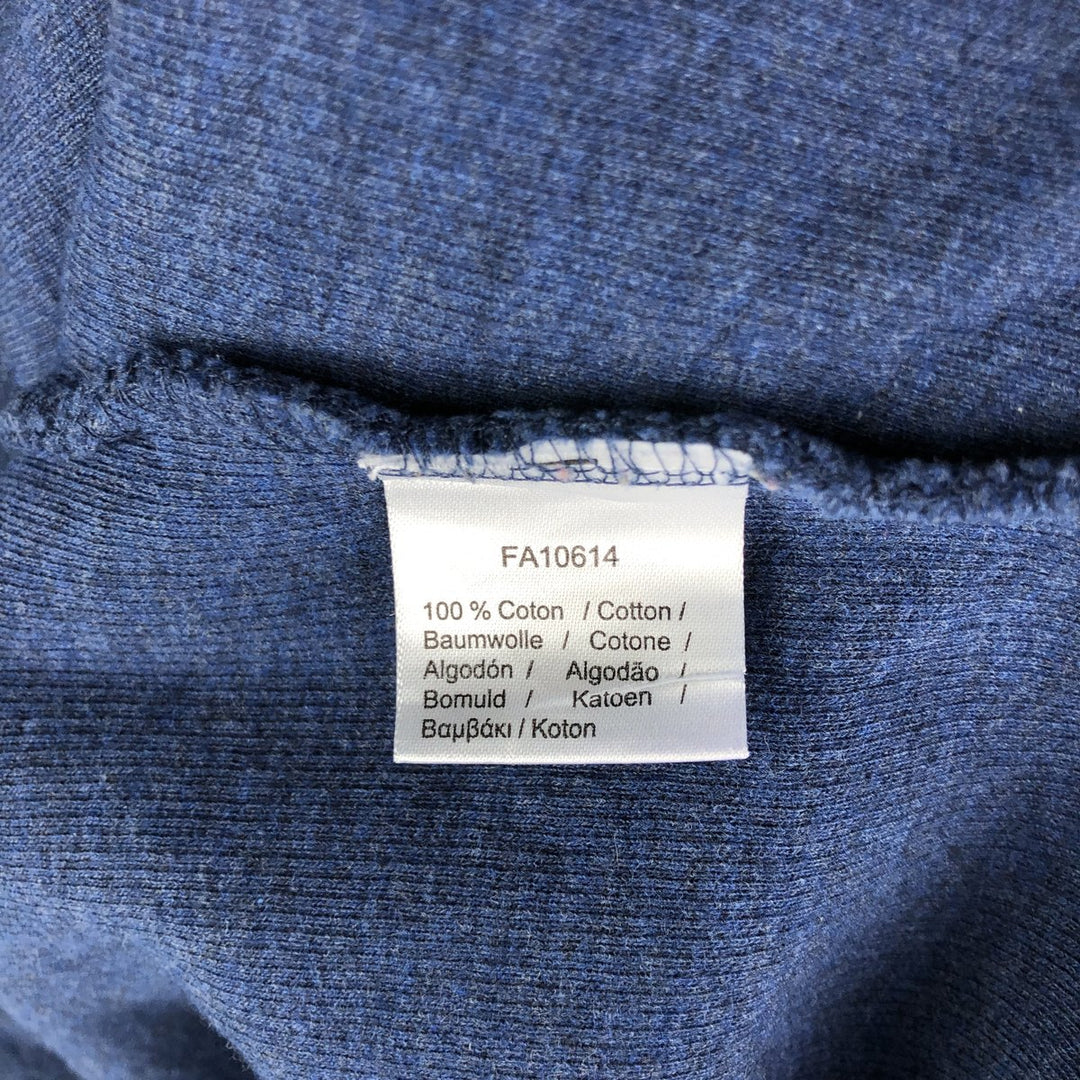 FA10614
100 % Coton / Cotton /
Baumwolle / Cotone /
Algodón / Algodão /
Bomuld / Katoen /
Βαμβάκι / Koton